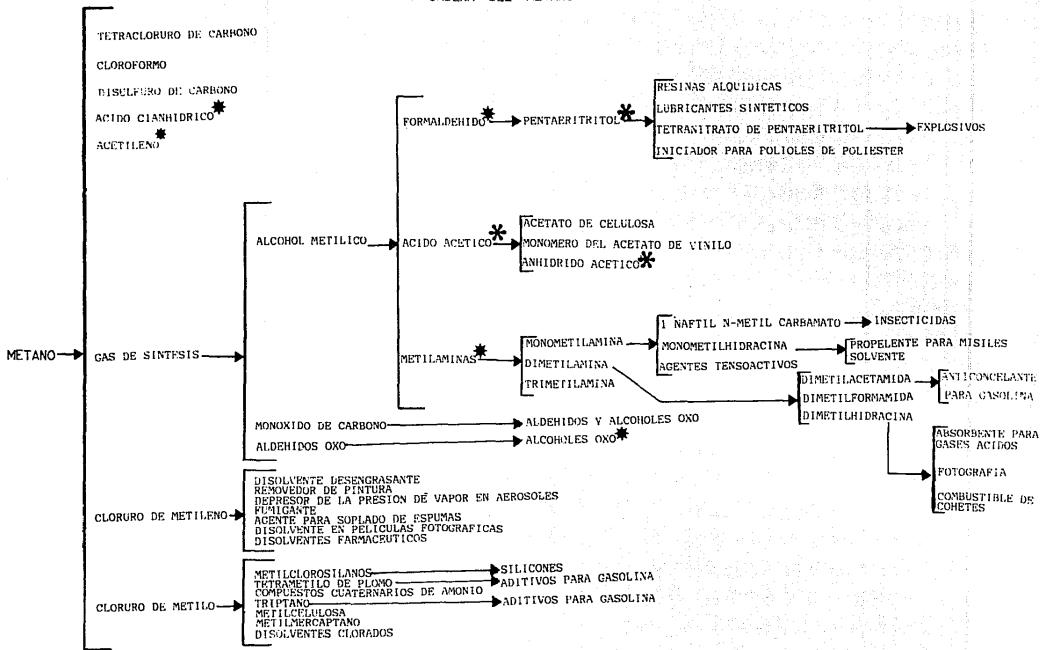 METANO
TETRACLORURO DE CARBONO
CLOROFORMO
DISULFURO DE CARBONO
ACIDO CIANHIDRICO*
ACETILENO*
GAS DE SINTESIS
ALCOHOL METILICO
FORMALDEHIDO*
PENTAERITRITOL*
RESINAS ALQUIDICAS
LUBRICANTES SINTETICOS
TETRANITRATO DE PENTAERITRITOL
EXPLOSIVOS
INICIADOR PARA POLIOLES DE POLIESTER
ACIDO ACETICO*
ACETATO DE CELULOSA
MONOMERO DEL ACETATO DE VINILO
ANHIDRIDO ACETICO*
METILAMINAS*
MONOMETILAMINA
DIMETILAMINA
TRIMETILAMINA
1 NAFTIL N-METIL CARBAMATO
INSECTICIDAS
MONOMETILHIDRACINA
PROPELENTE PARA MISILES
SOLVENTE
AGENTES TENSOACTIVOS
DIMETILACETAMIDA
ANTICONGELANTE
PARA GASOLINA
DIMETILFORMAMIDA
DIMETILHIDRACINA
ABSORBENTE PARA
GASES ACIDOS
FOTOGRAFIA
COMBUSTIBLE DE
COHETES
MONOXIDO DE CARBONO
ALDEHIDOS Y ALCOHOLES OXO
ALDEHIDOS OXO
ALCOHOLES OXO*
CLORURO DE METILENO
DISOLVENTE DESENGRASANTE
REMOVEDOR DE PINTURA
DEPRESOR DE LA PRESION DE VAPOR EN AEROSOLES
FUMIGANTE
AGENTE PARA SOPLADO DE ESPUMAS
DISOLVENTE EN PELICULAS FOTOGRAFICAS
DISOLVENTES FARMACEUTICOS
CLORURO DE METILO
METILCLOROSILANOS
SILICONES
TETRAMETILO DE PLOMO
ADITIVOS PARA GASOLINA
COMPUESTOS CUATERNARIOS DE AMONIO
TRIPTANO
ADITIVOS PARA GASOLINA
METILCELULOSA
METILMERCAPTANO
DISOLVENTES CLORADOS